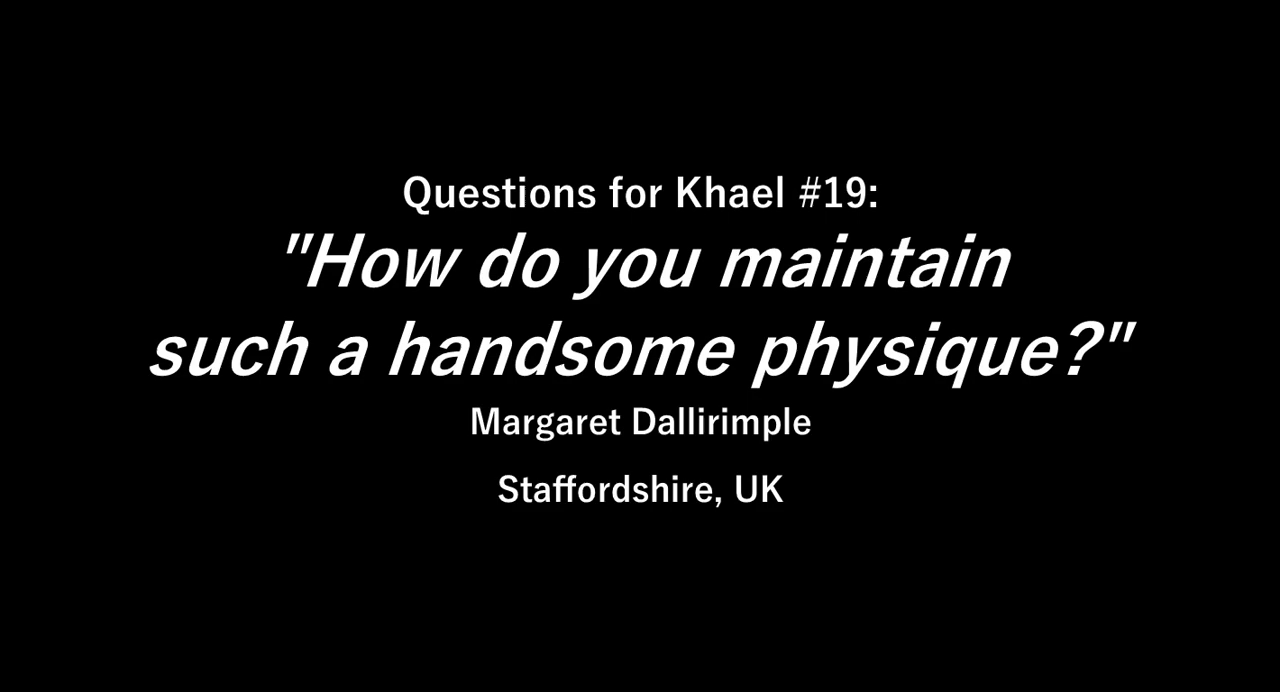 Questions for Khael #19:
"How do you maintain
such a handsome physique?"
Margaret Dallirimple
Staffordshire, UK